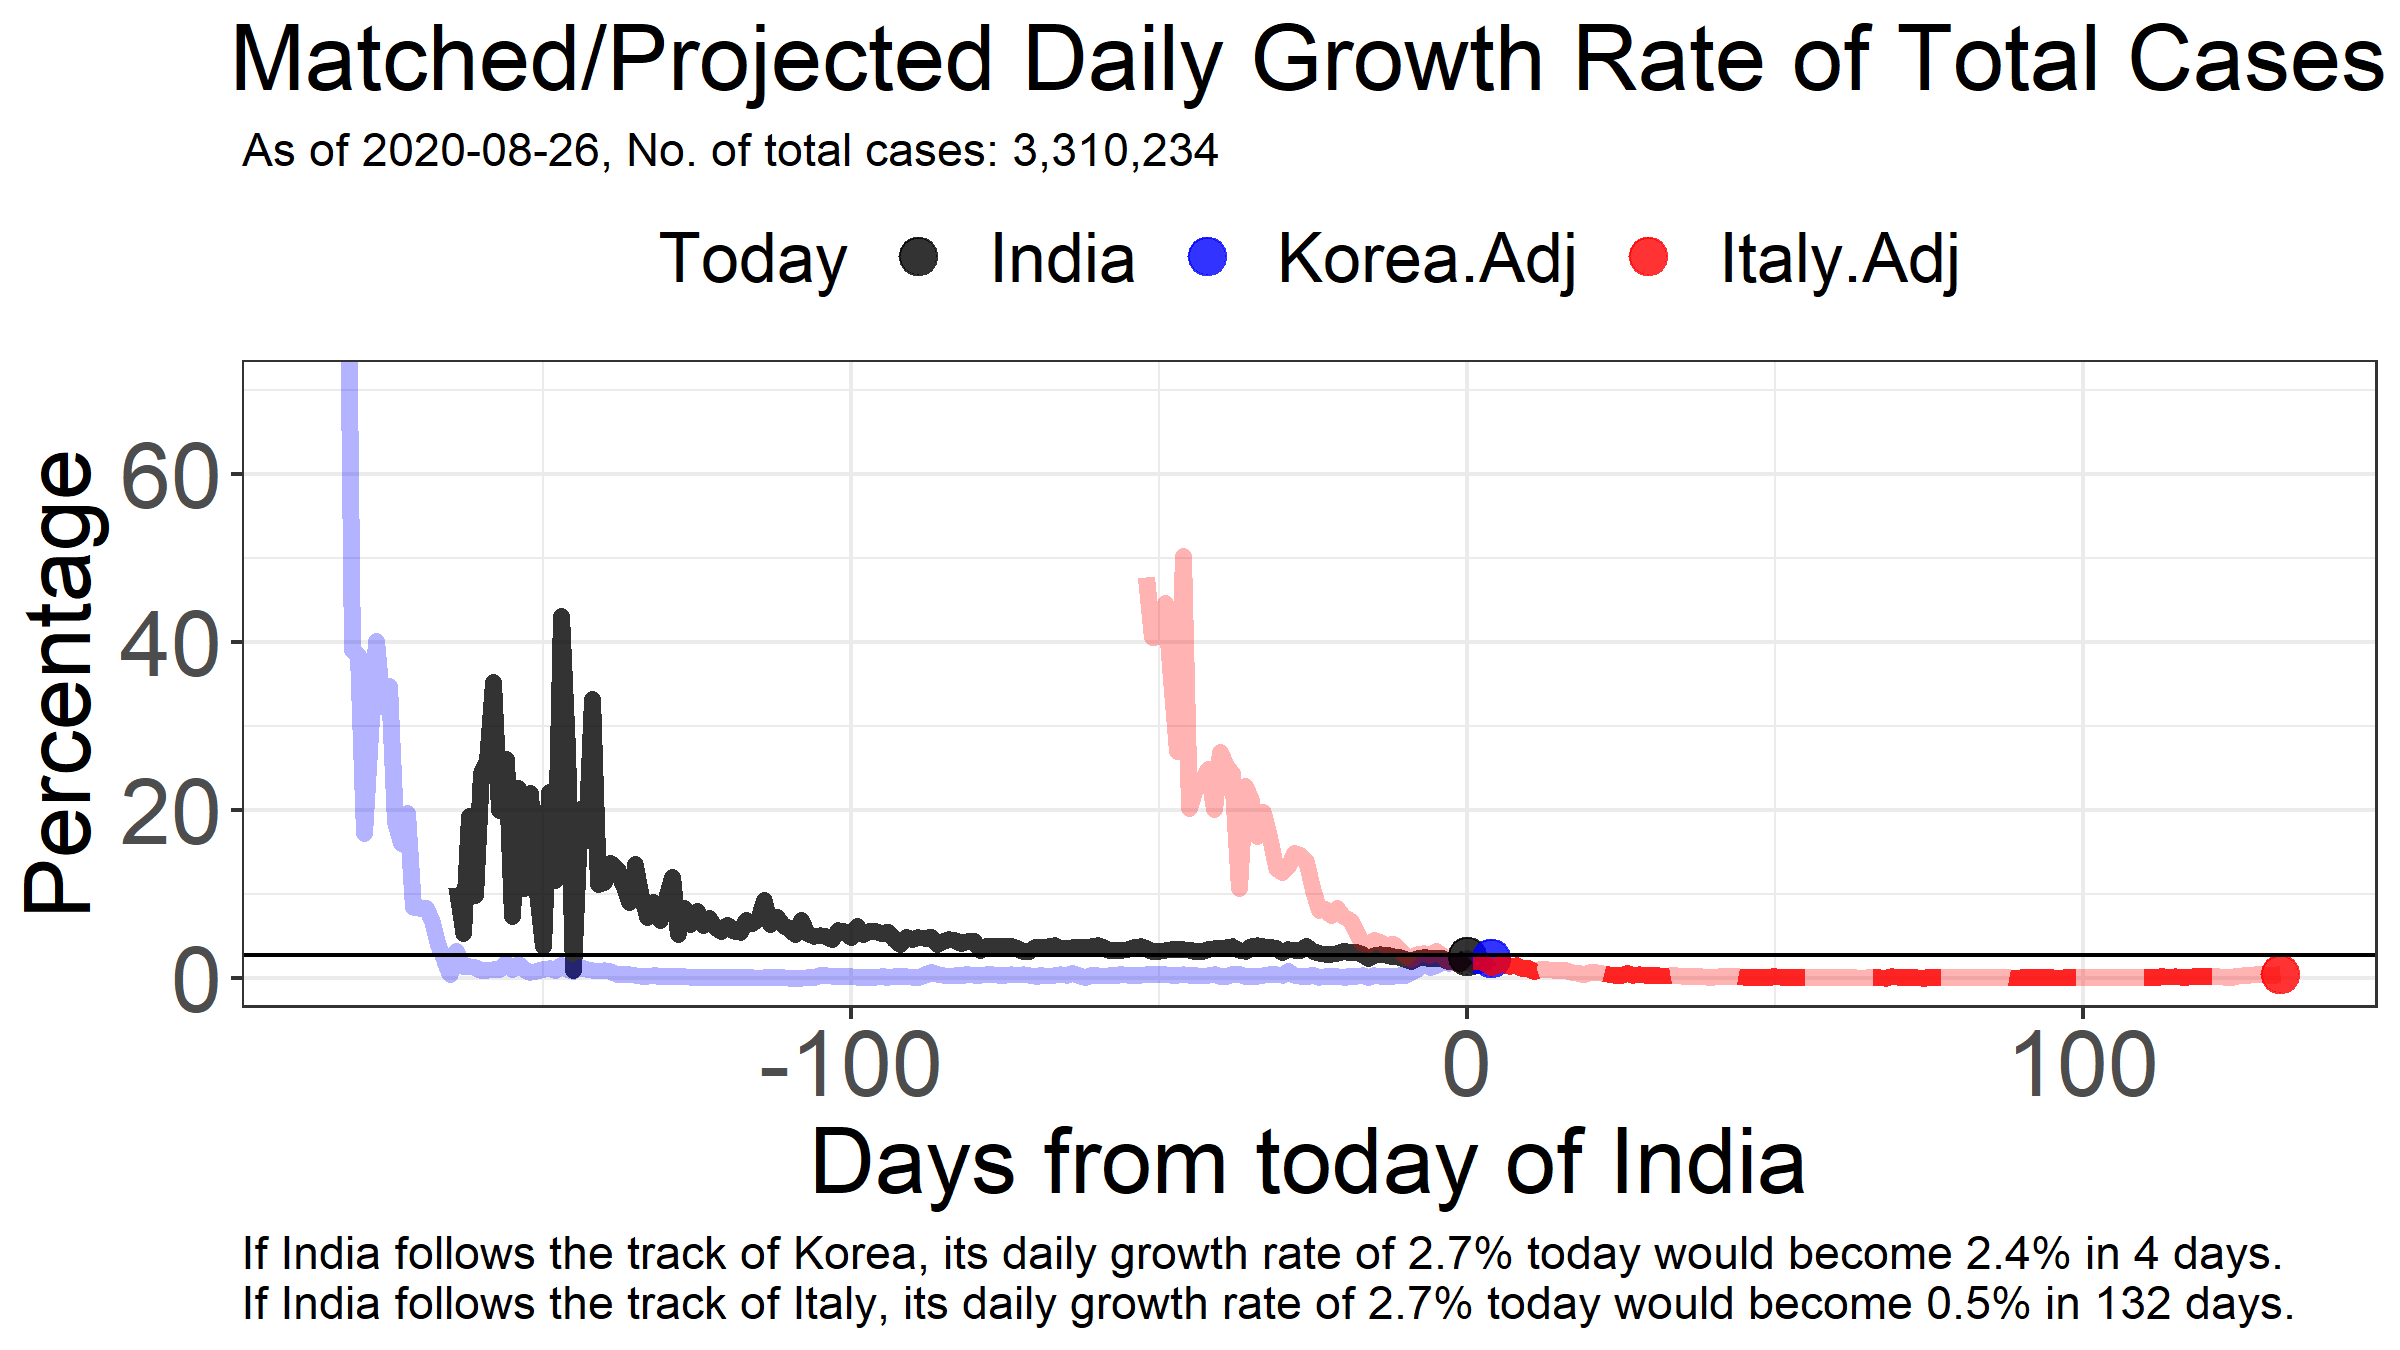 Matched/Projected Daily Growth Rate of Total Cases
As of 2020-08-26, No. of total cases: 3,310,234
Today India Korea.Adj Italy.Adj
Percentage
60
40
20
0
-100 0 100
Days from today of India
If India follows the track of Korea, its daily growth rate of 2.7% today would become 2.4% in 4 days.
If India follows the track of Italy, its daily growth rate of 2.7% today would become 0.5% in 132 days.